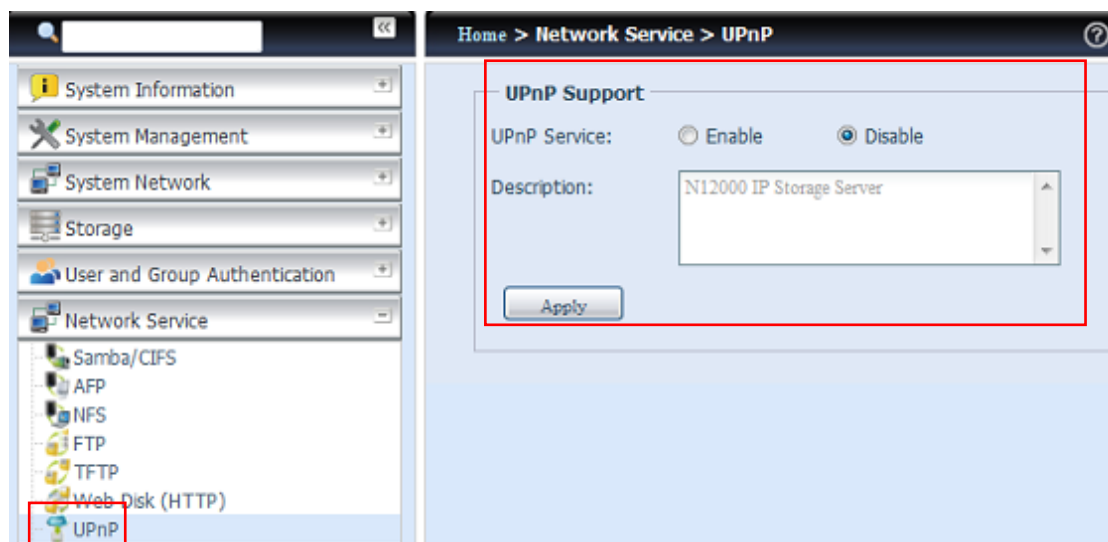 Home > Network Service > UPnP
System Information
System Management
System Network
Storage
User and Group Authentication
Network Service
Samba/CIFS
AFP
NFS
FTP
TFTP
Web Disk (HTTP)
UPnP
UPnP Support
UPnP Service: Enable Disable
Description: N12000 IP Storage Server
Apply